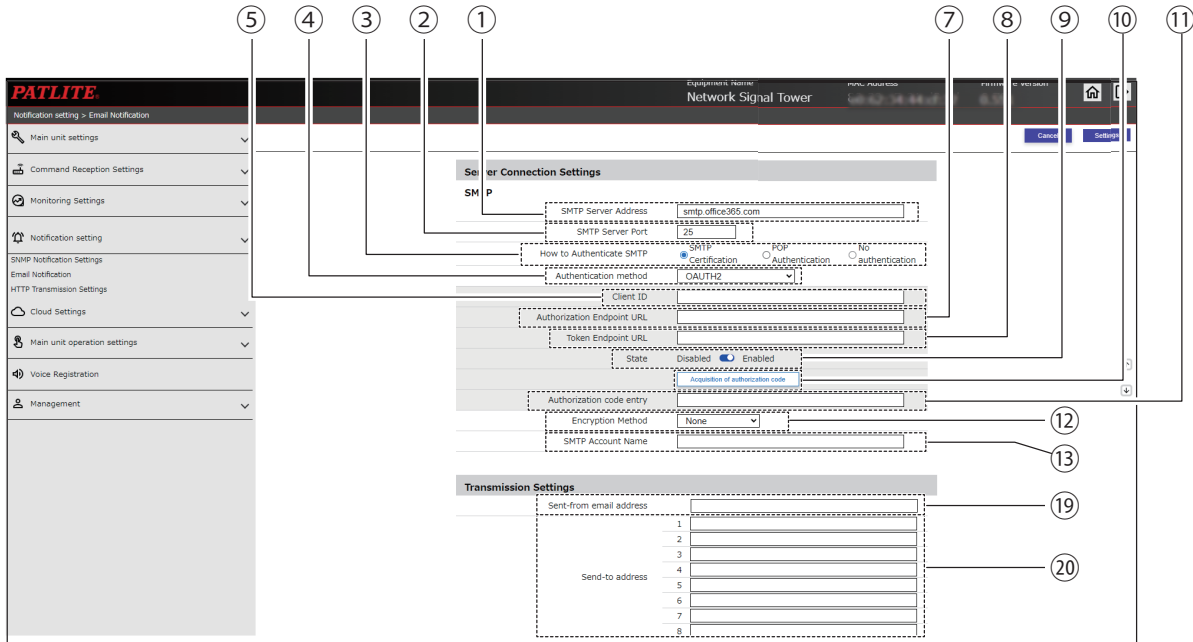 ⑤ ④ ③ ② ① ⑦ ⑧ ⑨ ⑩ ⑪
PATLITE
Equipment Name MAC Address Firmware Version
Network Signal Tower
Notification setting > Email Notification
Cancel Settings
Main unit settings
Command Reception Settings
Monitoring Settings
Notification setting
SNMP Notification Settings
Email Notification
HTTP Transmission Settings
Cloud Settings
Main unit operation settings
Voice Registration
Management
Server Connection Settings
SMTP
SMTP Server Address smtp.office365.com
SMTP Server Port 25
How to Authenticate SMTP SMTP Certification POP Authentication No authentication
Authentication method OAUTH2
Client ID
Authorization Endpoint URL
Token Endpoint URL
State Disabled Enabled
Acquisition of authorization code
Authorization code entry
Encryption Method None ⑫
SMTP Account Name
⑬
Transmission Settings
Sent-from email address ⑲
Send-to address ⑳
1
2
3
4
5
6
7
8